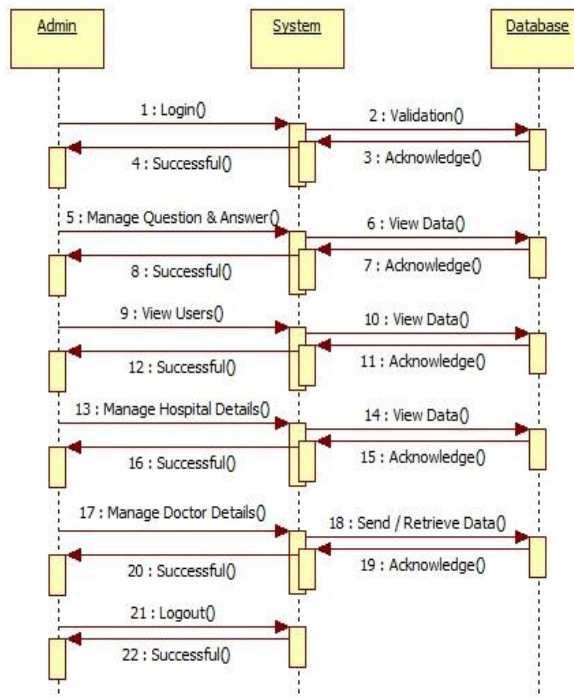 Admin
System
Database
1 : Login()
2 : Validation()
3 : Acknowledge()
4 : Successful()
5 : Manage Question & Answer()
6 : View Data()
7 : Acknowledge()
8 : Successful()
9 : View Users()
10 : View Data()
11 : Acknowledge()
12 : Successful()
13 : Manage Hospital Details()
14 : View Data()
15 : Acknowledge()
16 : Successful()
17 : Manage Doctor Details()
18 : Send / Retrieve Data()
19 : Acknowledge()
20 : Successful()
21 : Logout()
22 : Successful()